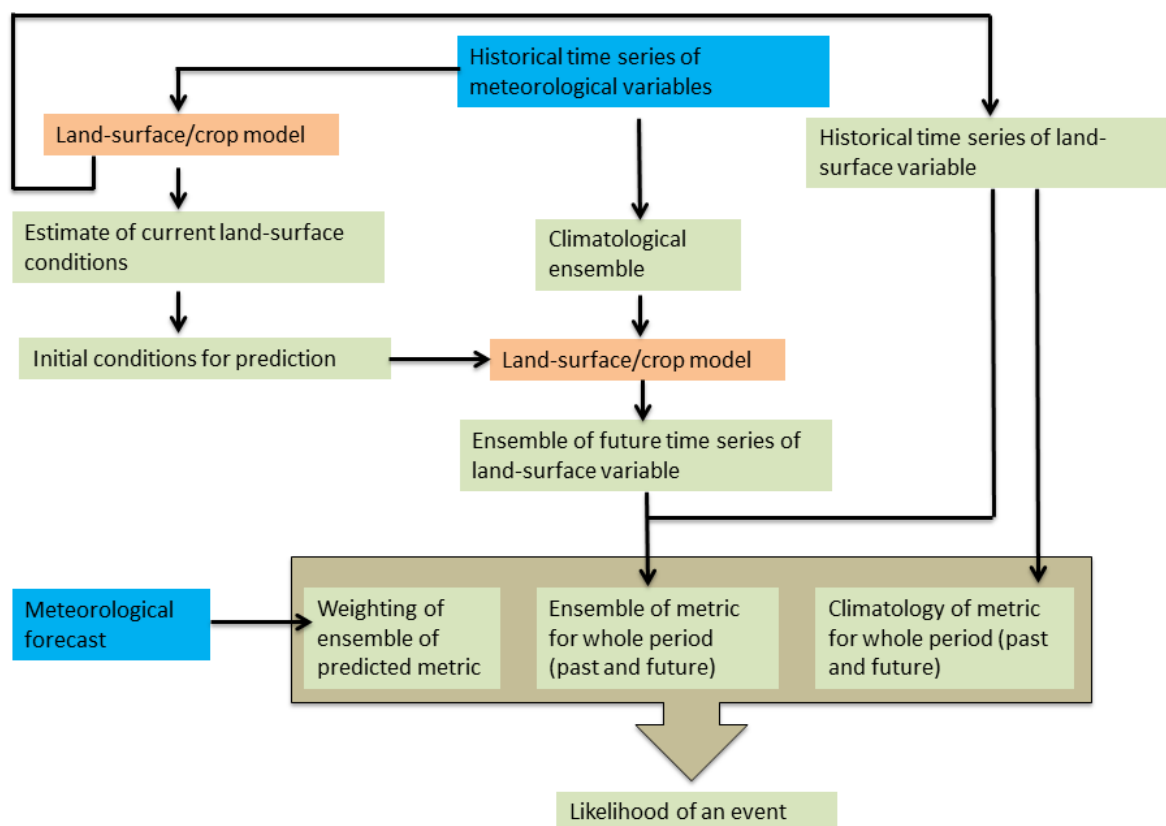 Historical time series of
meteorological variables
Land-surface/crop model
Historical time series of land-
surface variable
Estimate of current land-surface
conditions
Climatological
ensemble
Initial conditions for prediction
Land-surface/crop model
Ensemble of future time series of
land-surface variable
Meteorological
forecast
Weighting of
ensemble of
predicted metric
Ensemble of metric
for whole period
(past and future)
Climatology of metric
for whole period (past
and future)
Likelihood of an event